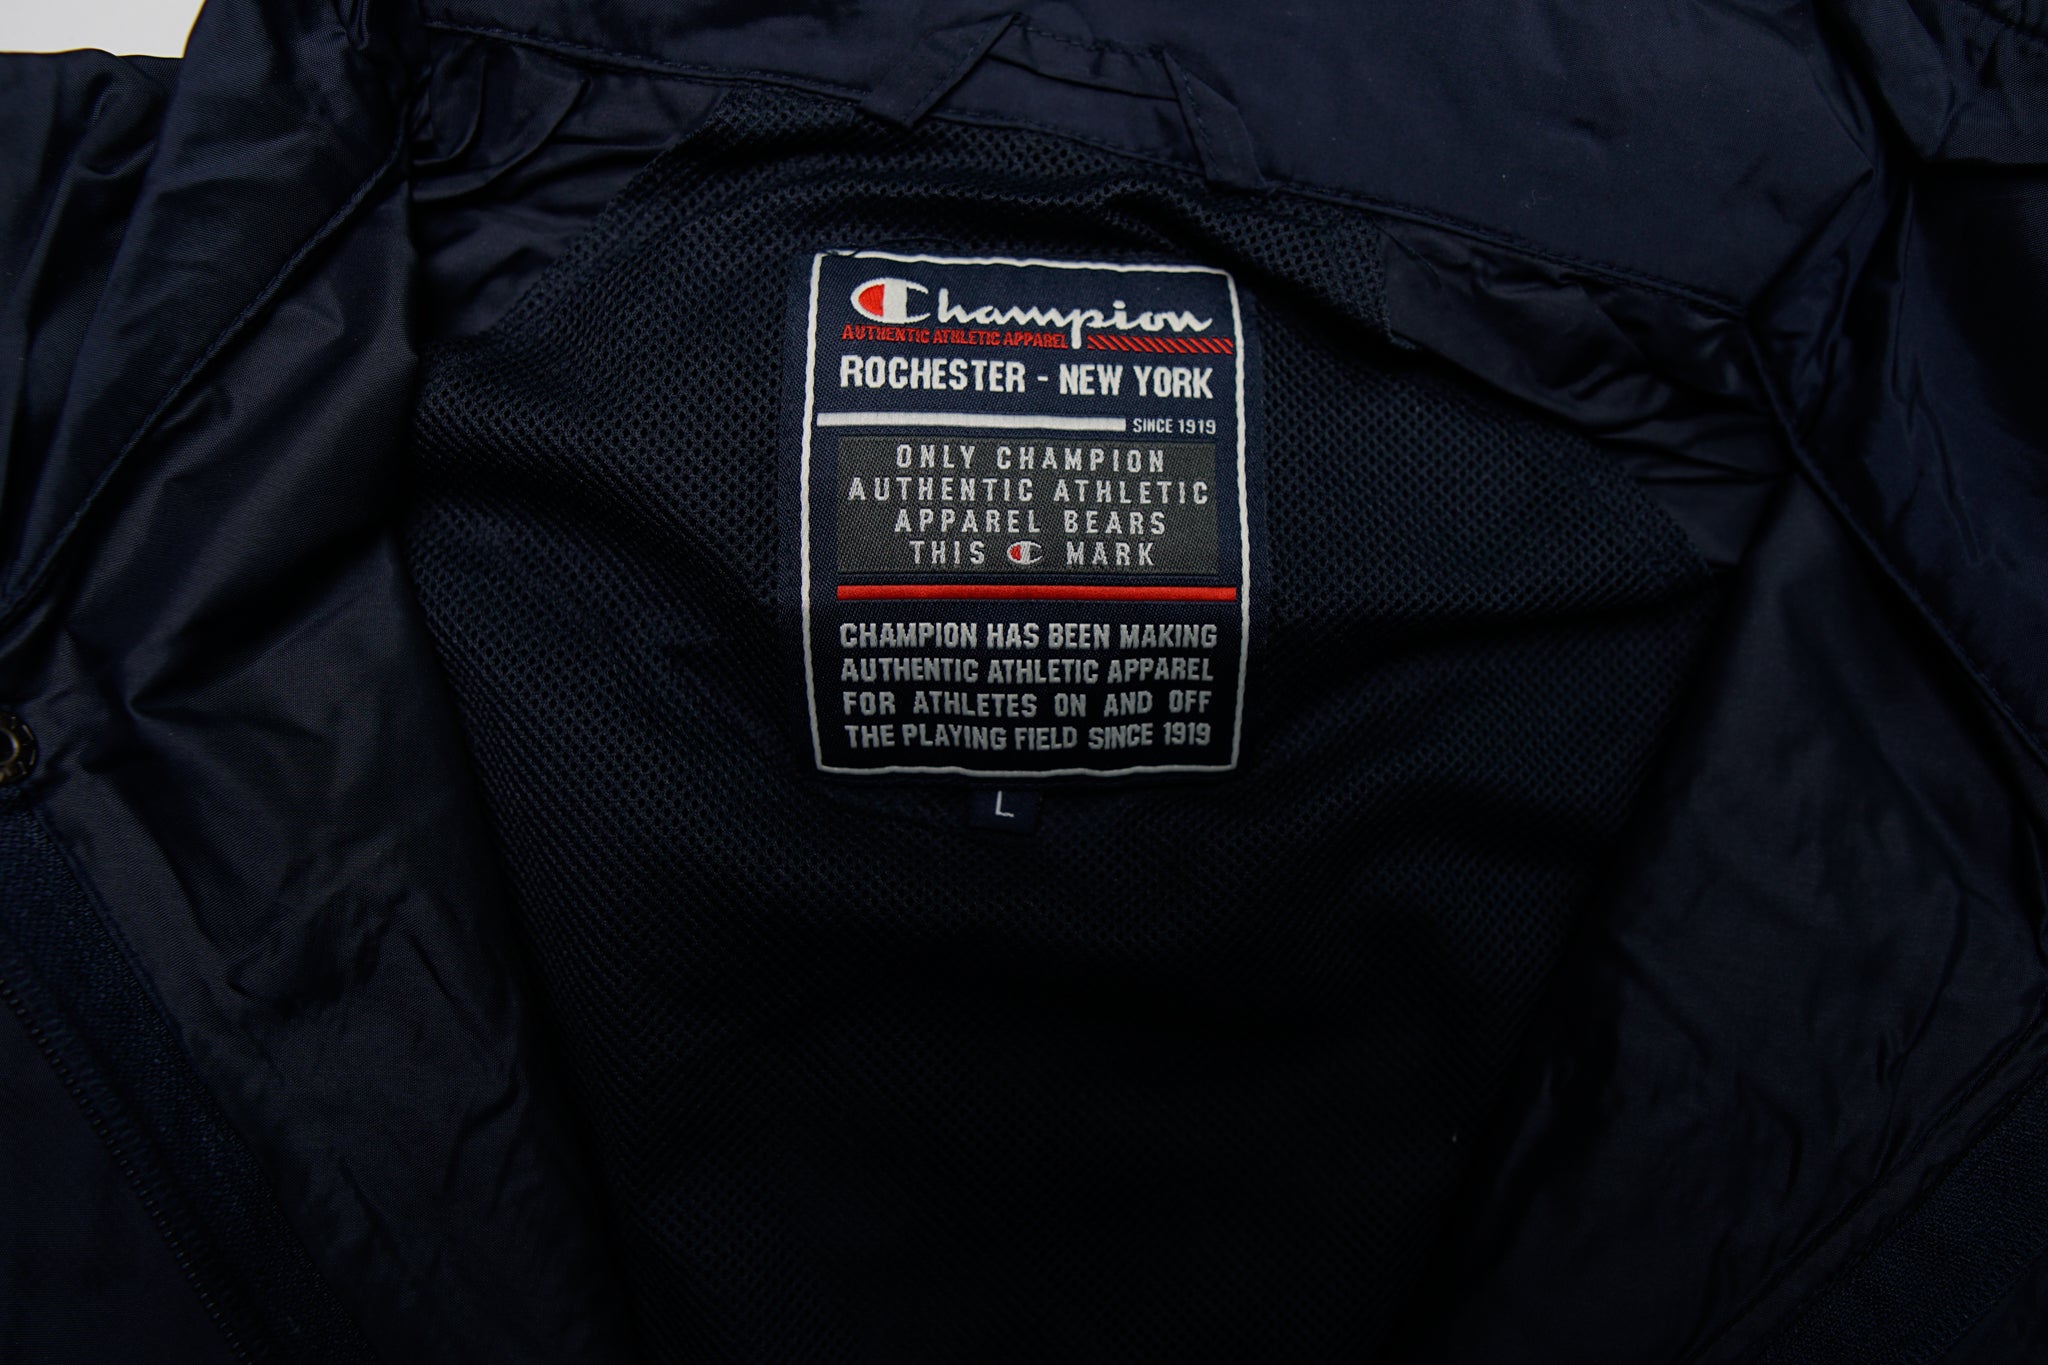 Champion
AUTHENTIC ATHLETIC APPAREL
ROCHESTER - NEW YORK
SINCE 1919
ONLY CHAMPION
AUTHENTIC ATHLETIC
APPAREL BEARS
THIS C MARK
CHAMPION HAS BEEN MAKING
AUTHENTIC ATHLETIC APPAREL
FOR ATHLETES ON AND OFF
THE PLAYING FIELD SINCE 1919
L